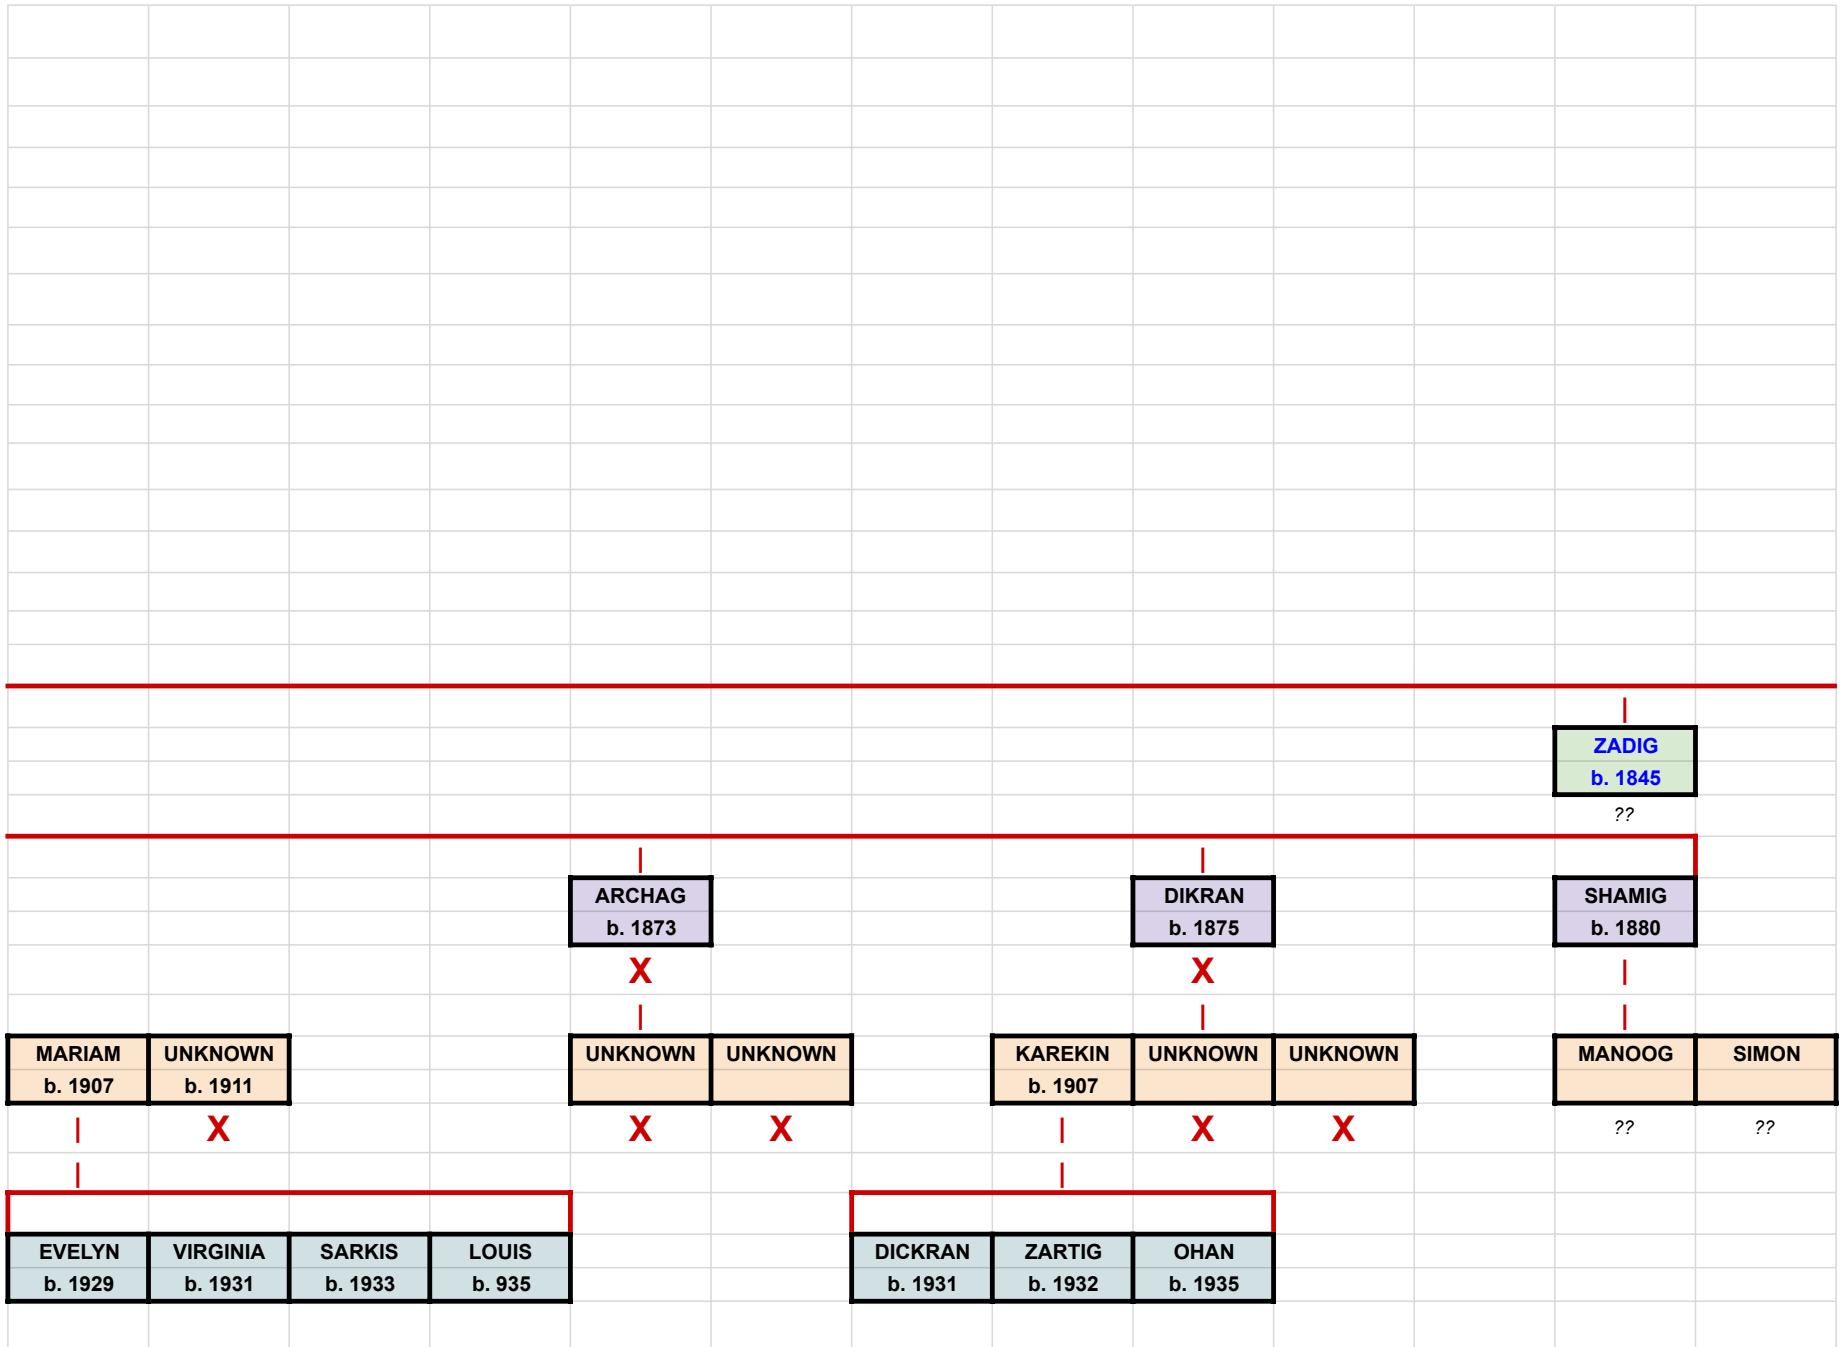 ZADIG
b. 1845
??
ARCHAG DIKRAN SHAMIG
b. 1873 b. 1875 b. 1880
X X
MARIAM UNKNOWN UNKNOWN UNKNOWN KAREKIN UNKNOWN UNKNOWN MANOOG SIMON
b. 1907 b. 1911 b. 1907
X X X X X ?? ??
EVELYN VIRGINIA SARKIS LOUIS DICKRAN ZARTIG OHAN
b. 1929 b. 1931 b. 1933 b. 935 b. 1931 b. 1932 b. 1935